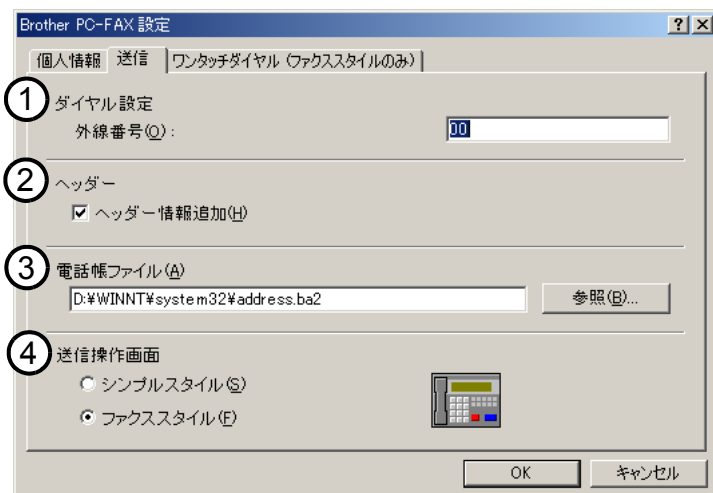 Brother PC-FAX 設定
個人情報 送信 ワンタッチダイヤル(ファクススタイルのみ)
① ダイヤル設定
外線番号(O): 00
② ヘッダー
ヘッダー情報追加(H)
③ 電話帳ファイル(A)
D:¥WINNT¥system32¥address.ba2 参照(B)...
④ 送信操作画面
シンプルスタイル(S)
ファクススタイル(F)
OK キャンセル